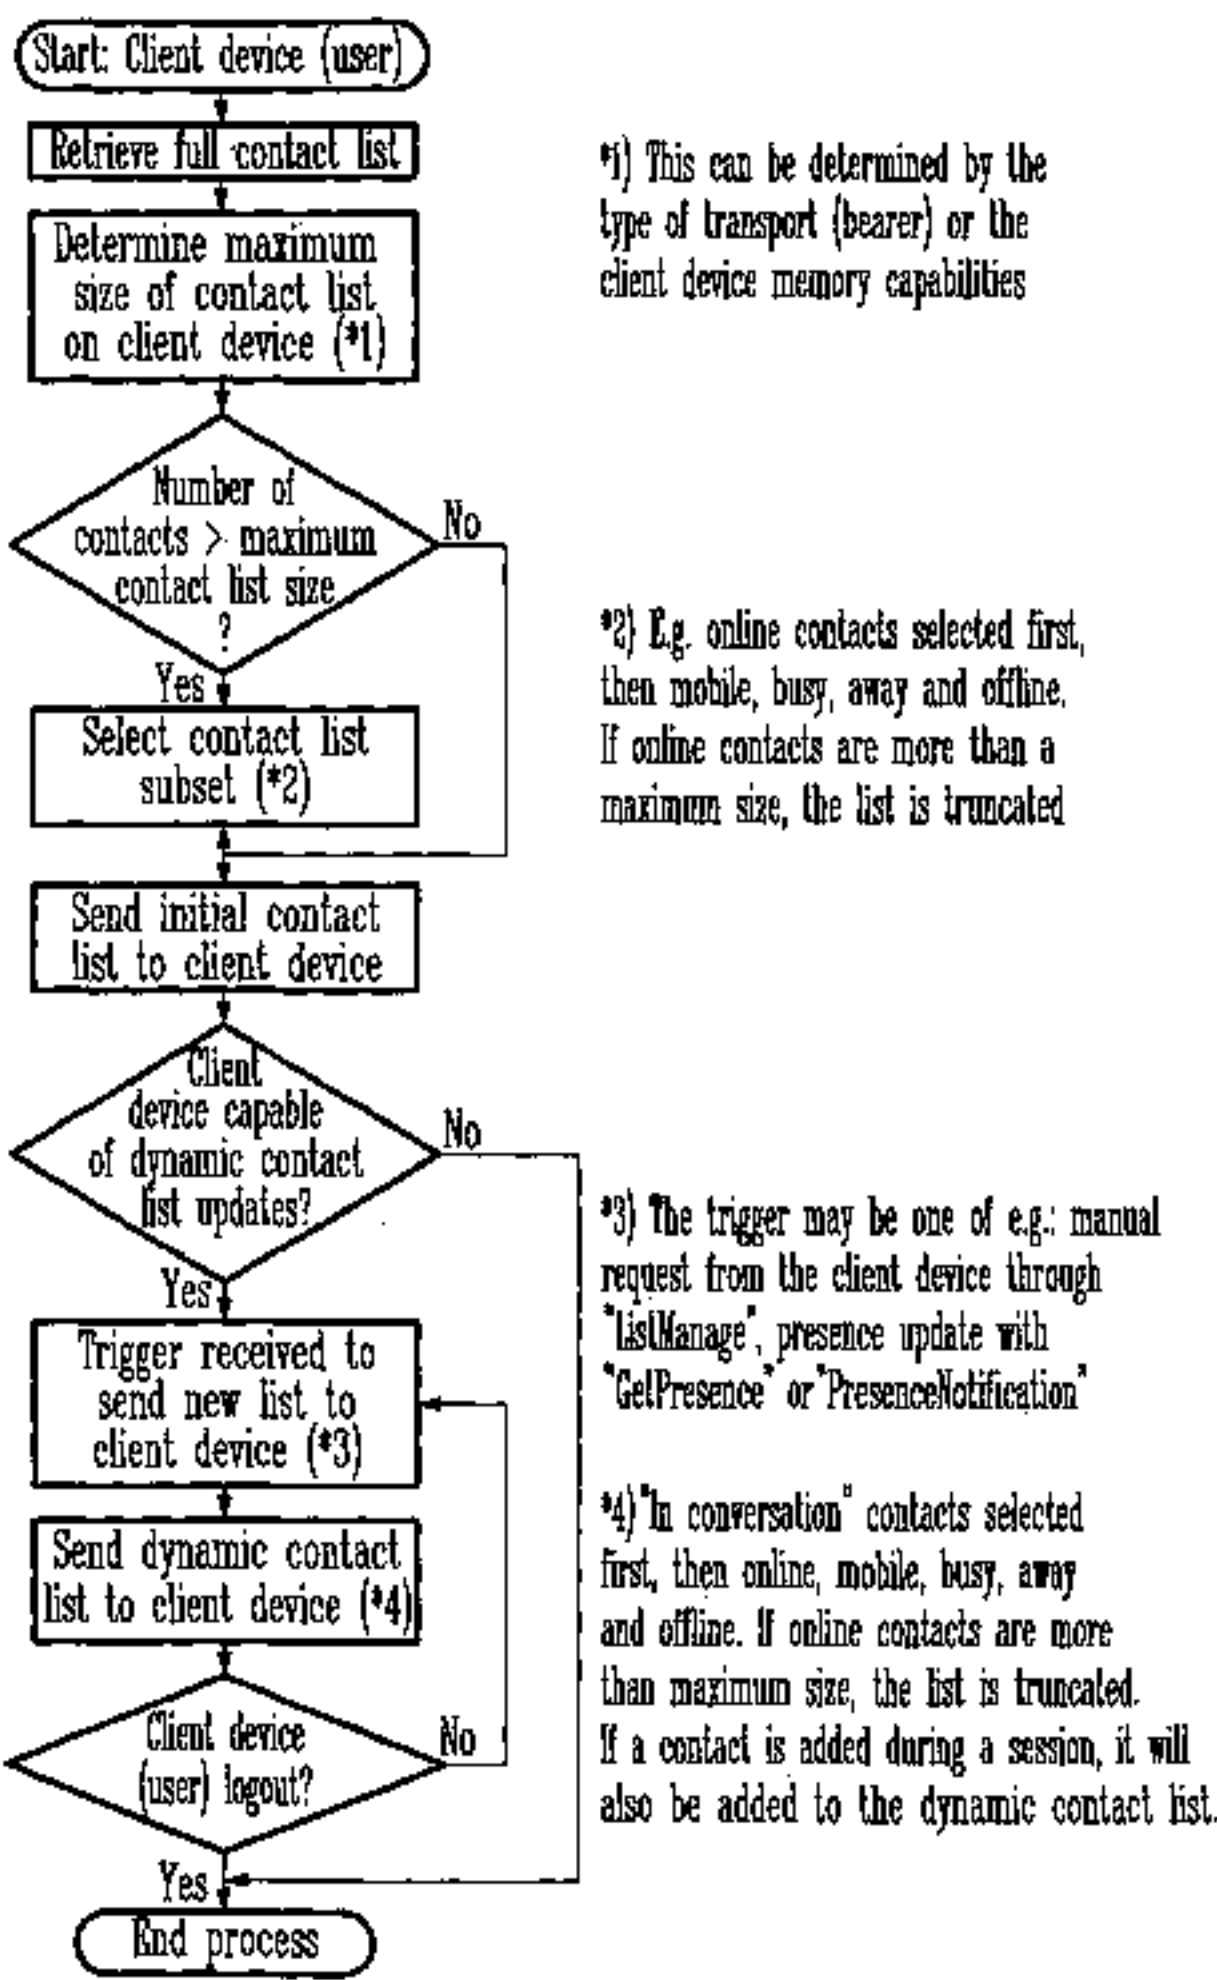 Start: Client device (user)
Retrieve full contact list
Determine maximum
size of contact list
on client device (*1)
Number of
contacts > maximum
contact list size
?
No
Yes
Select contact list
subset (*2)
Send initial contact
list to client device
Client
device capable
of dynamic contact
list updates?
No
Yes
Trigger received to
send new list to
client device (*3)
Send dynamic contact
list to client device (*4)
Client device
(user) logout?
No
Yes
End process
*1) This can be determined by the
type of transport (bearer) or the
client device memory capabilities
*2) E.g. online contacts selected first,
then mobile, busy, away and offline.
If online contacts are more than a
maximum size, the list is truncated
*3) The trigger may be one of e.g.: manual
request from the client device through
"ListManage", presence update with
"GetPresence" or "PresenceNotification"
*4) "In conversation" contacts selected
first, then online, mobile, busy, away
and offline. If online contacts are more
than maximum size, the list is truncated.
If a contact is added during a session, it will
also be added to the dynamic contact list.